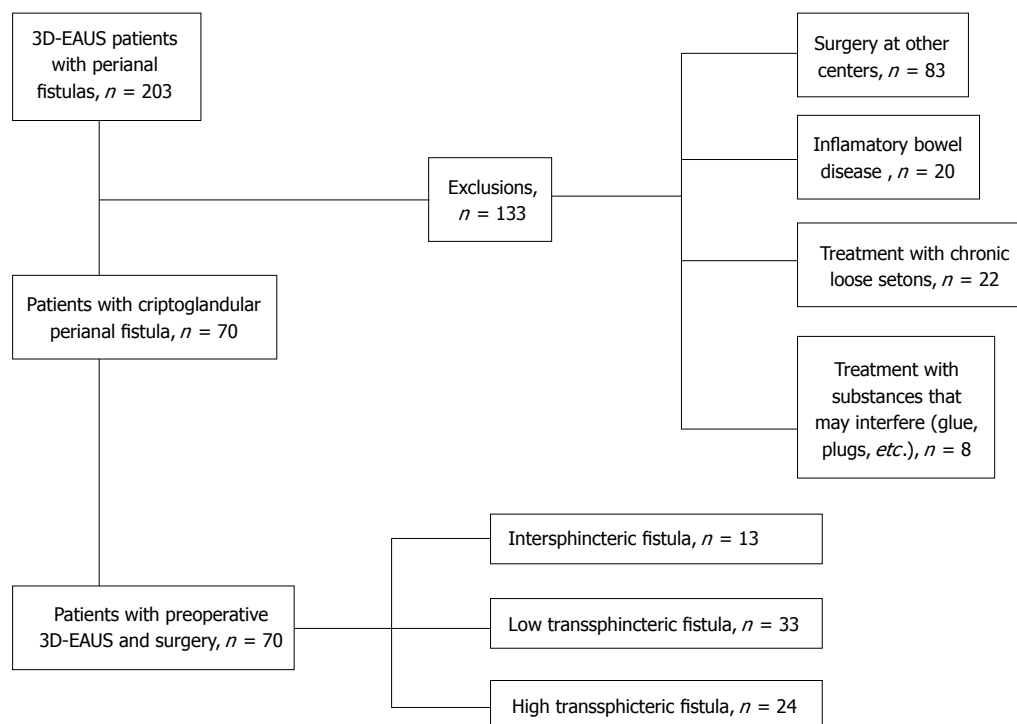 3D-EAUS patients
with perianal
fistulas, n = 203
Surgery at other
centers, n = 83
Inflamatory bowel
disease , n = 20
Exclusions,
n = 133
Treatment with chronic
loose setons, n = 22
Patients with criptoglandular
perianal fistula, n = 70
Treatment with
substances that
may interfere (glue,
plugs, etc.), n = 8
Intersphincteric fistula, n = 13
Patients with preoperative
3D-EAUS and surgery, n = 70
Low transsphincteric fistula, n = 33
High transsphicteric fistula, n = 24